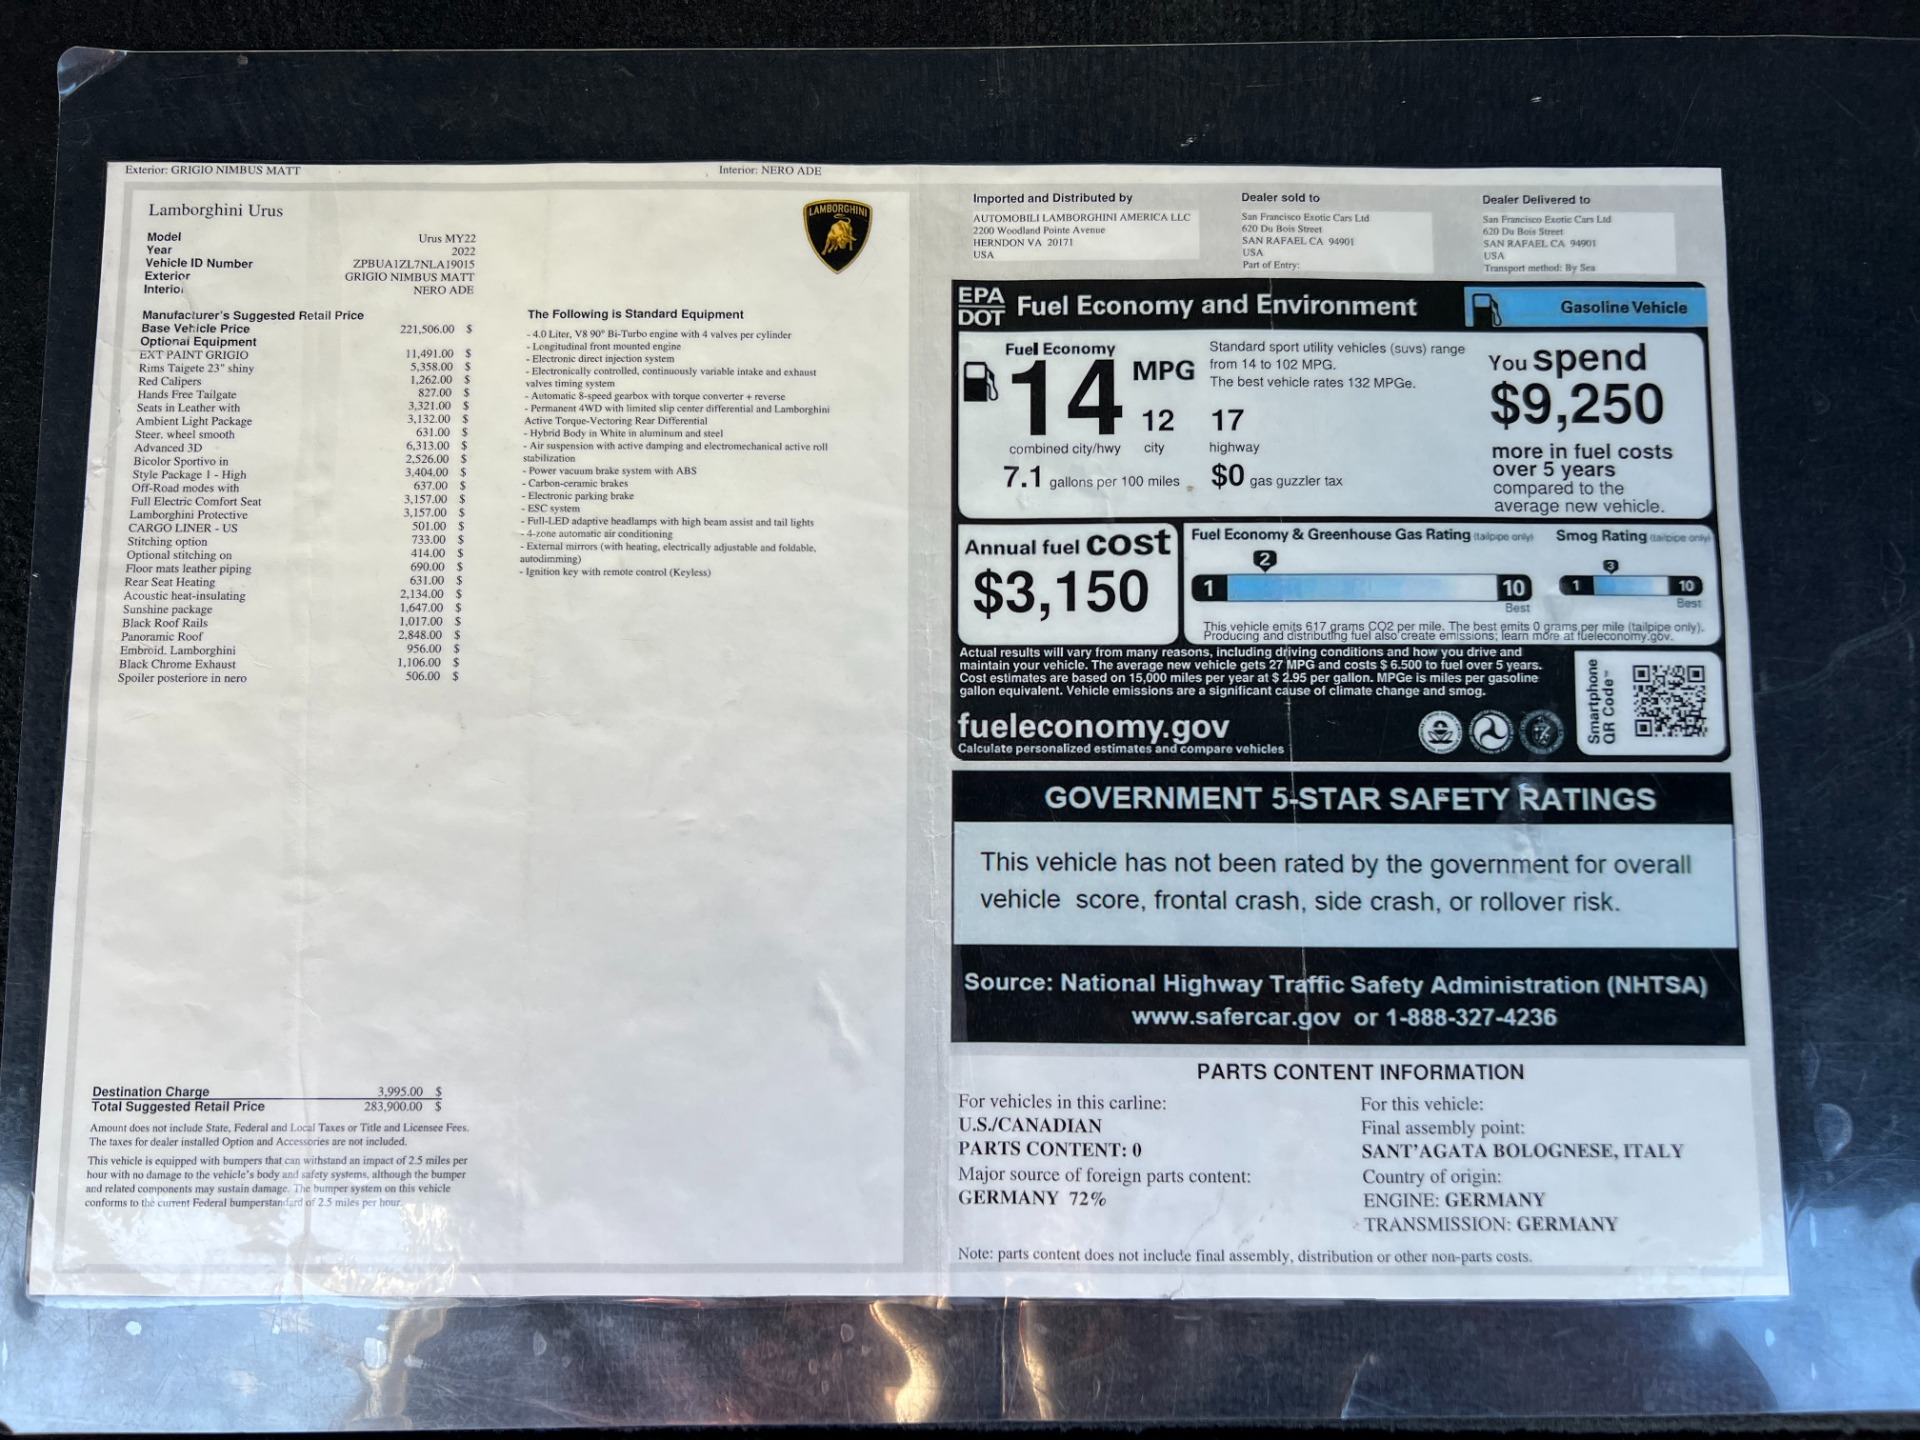 Exterior: GRIGIO NIMBUS MATT
Interior: NERO ADE
Lamborghini Urus
LAMBORGHINI
Model Urus MY22
Year 2022
Vehicle ID Number ZPBUA1ZL7NLA19015
Exterior GRIGIO NIMBUS MATT
Interior NERO ADE
Manufacturer's Suggested Retail Price
Base Vehicle Price 221,506.00 $
Optional Equipment
EXT PAINT GRIGIO 11,491.00 $
Rims Taigete 23" shiny 5,358.00 $
Red Calipers 1,262.00 $
Hands Free Tailgate 827.00 $
Seats in Leather with 3,321.00 $
Ambient Light Package 3,132.00 $
Steer. wheel smooth 631.00 $
Advanced 3D 6,313.00 $
Bicolor Sportivo in 2,526.00 $
Style Package 1 - High 3,404.00 $
Off-Road modes with 637.00 $
Full Electric Comfort Seat 3,157.00 $
Lamborghini Protective 3,157.00 $
CARGO LINER - US 501.00 $
Stitching option 733.00 $
Optional stitching on 414.00 $
Floor mats leather piping 690.00 $
Rear Seat Heating 631.00 $
Acoustic heat-insulating 2,134.00 $
Sunshine package 1,647.00 $
Black Roof Rails 1,017.00 $
Panoramic Roof 2,848.00 $
Embroid. Lamborghini 956.00 $
Black Chrome Exhaust 1,106.00 $
Spoiler posteriore in nero 506.00 $
The Following is Standard Equipment
- 4.0 Liter, V8 90° Bi-Turbo engine with 4 valves per cylinder
- Longitudinal front mounted engine
- Electronic direct injection system
- Electronically controlled, continuously variable intake and exhaust
valves timing system
- Automatic 8-speed gearbox with torque converter + reverse
- Permanent 4WD with limited slip center differential and Lamborghini
Active Torque-Vectoring Rear Differential
- Hybrid Body in White in aluminum and steel
- Air suspension with active damping and electromechanical active roll
stabilization
- Power vacuum brake system with ABS
- Carbon-ceramic brakes
- Electronic parking brake
- ESC system
- Full-LED adaptive headlamps with high beam assist and tail lights
- 4-zone automatic air conditioning
- External mirrors (with heating, electrically adjustable and foldable,
autodimming)
- Ignition key with remote control (Keyless)
Destination Charge 3,995.00 $
Total Suggested Retail Price 283,900.00 $
Amount does not include State, Federal and Local Taxes or Title and Licensee Fees.
The taxes for dealer installed Option and Accessories are not included.
This vehicle is equipped with bumpers that can withstand an impact of 2.5 miles per
hour with no damage to the vehicle's body and safety systems, although the bumper
and related components may sustain damage. The bumper system on this vehicle
conforms to the current Federal bumperstandard of 2.5 miles per hour.
Imported and Distributed by
AUTOMOBILI LAMBORGHINI AMERICA LLC
2200 Woodland Pointe Avenue
HERNDON VA 20171
USA
Dealer sold to
San Francisco Exotic Cars Ltd
620 Du Bois Street
SAN RAFAEL CA 94901
USA
Part of Entry:
Dealer Delivered to
San Francisco Exotic Cars Ltd
620 Du Bois Street
SAN RAFAEL CA 94901
USA
Transport method: By Sea
EPA
DOT
Fuel Economy and Environment
Gasoline Vehicle
Fuel Economy
14 MPG
combined city/hwy
12
city
17
highway
7.1 gallons per 100 miles
$0 gas guzzler tax
Standard sport utility vehicles (suvs) range
from 14 to 102 MPG.
The best vehicle rates 132 MPGe.
You spend
$9,250
more in fuel costs
over 5 years
compared to the
average new vehicle.
Annual fuel cost
$3,150
Fuel Economy & Greenhouse Gas Rating (tailpipe only)
2
1 10
Best
Smog Rating (tailpipe only)
3
1 10
Best
This vehicle emits 617 grams CO2 per mile. The best emits 0 grams per mile (tailpipe only).
Producing and distributing fuel also create emissions; learn more at fueleconomy.gov.
Actual results will vary from many reasons, including driving conditions and how you drive and
maintain your vehicle. The average new vehicle gets 27 MPG and costs $ 6.500 to fuel over 5 years.
Cost estimates are based on 15,000 miles per year at $ 2.95 per gallon. MPGe is miles per gasoline
gallon equivalent. Vehicle emissions are a significant cause of climate change and smog.
fueleconomy.gov
Calculate personalized estimates and compare vehicles
Smartphone
QR Code™
GOVERNMENT 5-STAR SAFETY RATINGS
This vehicle has not been rated by the government for overall
vehicle score, frontal crash, side crash, or rollover risk.
Source: National Highway Traffic Safety Administration (NHTSA)
www.safercar.gov or 1-888-327-4236
PARTS CONTENT INFORMATION
For vehicles in this carline:
U.S./CANADIAN
PARTS CONTENT: 0
Major source of foreign parts content:
GERMANY 72%
For this vehicle:
Final assembly point:
SANT'AGATA BOLOGNESE, ITALY
Country of origin:
ENGINE: GERMANY
TRANSMISSION: GERMANY
Note: parts content does not include final assembly, distribution or other non-parts costs.